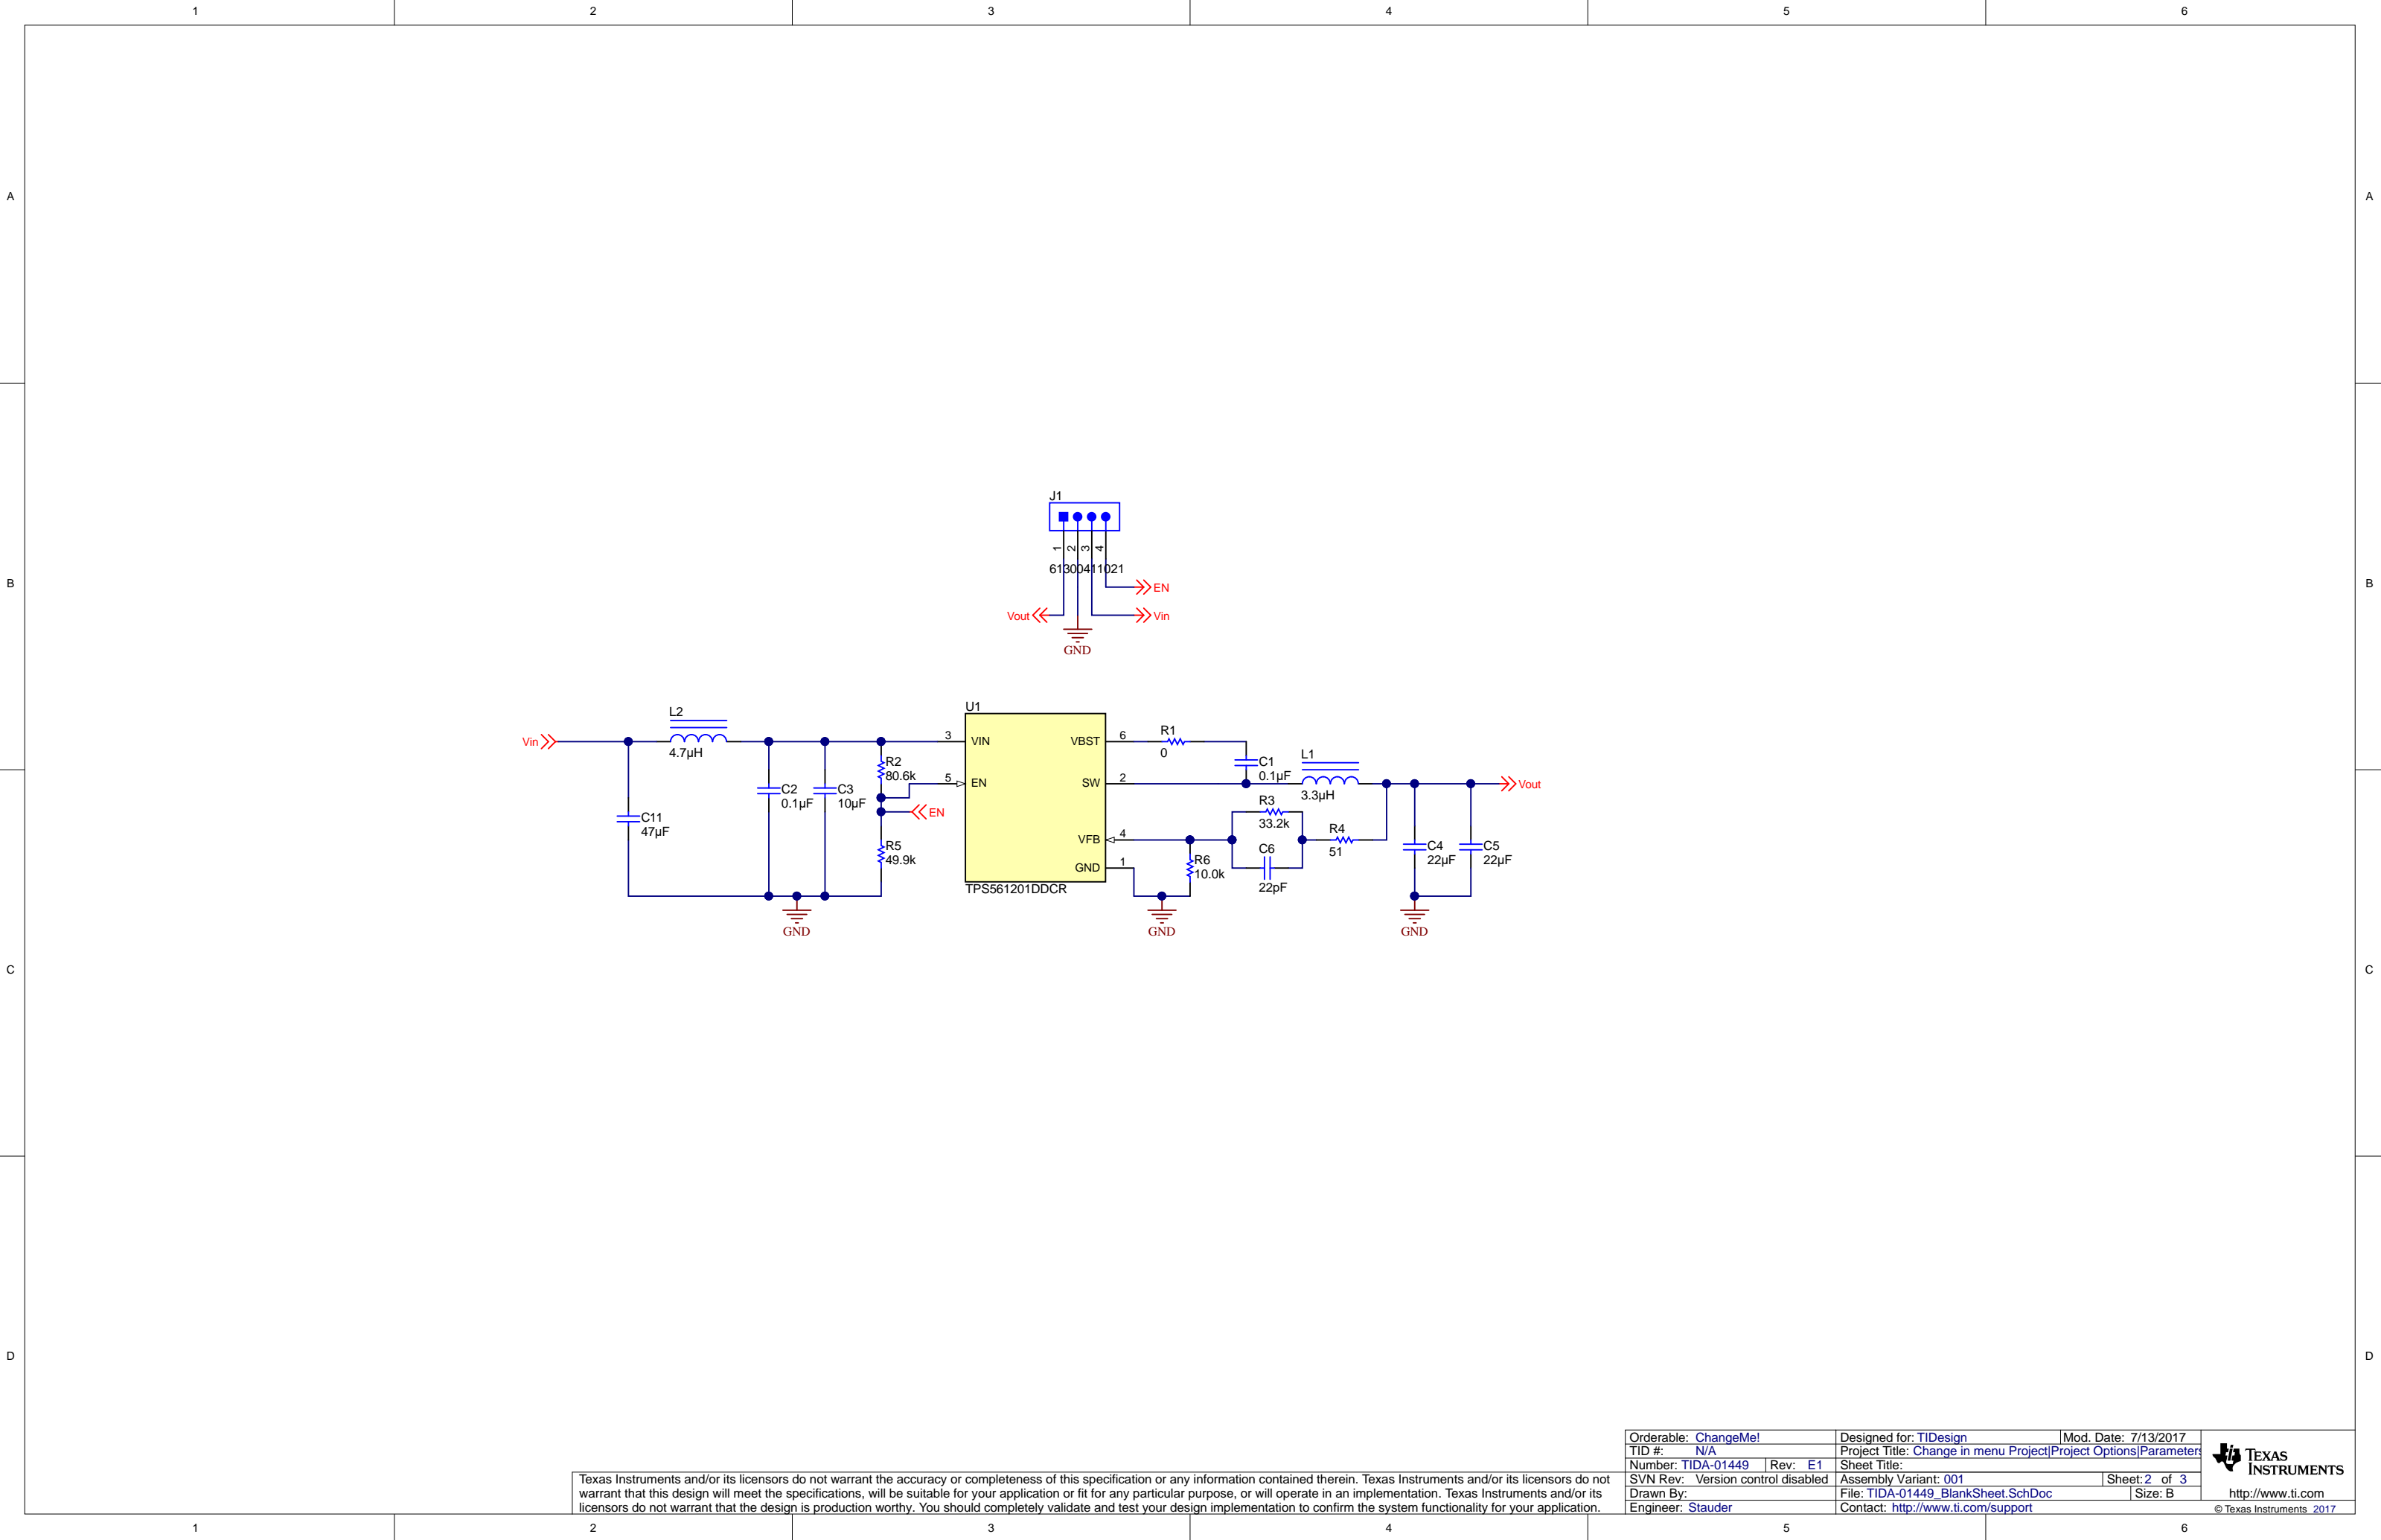 1 2 3 4 5 6
A A
J1
1 2 3 4
B 61300411021 B
EN
Vout Vin
GND
U1
L2
Vin 3 VIN VBST 6 R1
4.7µH 0
R2 C1 L1
80.6k 5 EN SW 2 0.1µF Vout
C2 C3 3.3µH
0.1µF 10µF R3
EN 33.2k
C11 R4
47µF VFB 4 51
R5 C6 C4 C5
49.9k R6 22µF 22µF
GND 1 10.0k
TPS561201DDCR 22pF
GND GND GND
C C
D D
Orderable: ChangeMe! Designed for: TIDesign Mod. Date: 7/13/2017
TID #: N/A Project Title: Change in menu Project|Project Options|Parameters
Number: TIDA-01449 Rev: E1 Sheet Title:
SVN Rev: Version control disabled Assembly Variant: 001 Sheet: 2 of 3
Drawn By: File: TIDA-01449_BlankSheet.SchDoc Size: B
Engineer: Stauder Contact: http://www.ti.com/support
TEXAS
INSTRUMENTS
http://www.ti.com
© Texas Instruments 2017
Texas Instruments and/or its licensors do not warrant the accuracy or completeness of this specification or any information contained therein. Texas Instruments and/or its licensors do not
warrant that this design will meet the specifications, will be suitable for your application or fit for any particular purpose, or will operate in an implementation. Texas Instruments and/or its
licensors do not warrant that the design is production worthy. You should completely validate and test your design implementation to confirm the system functionality for your application.
1 2 3 4 5 6